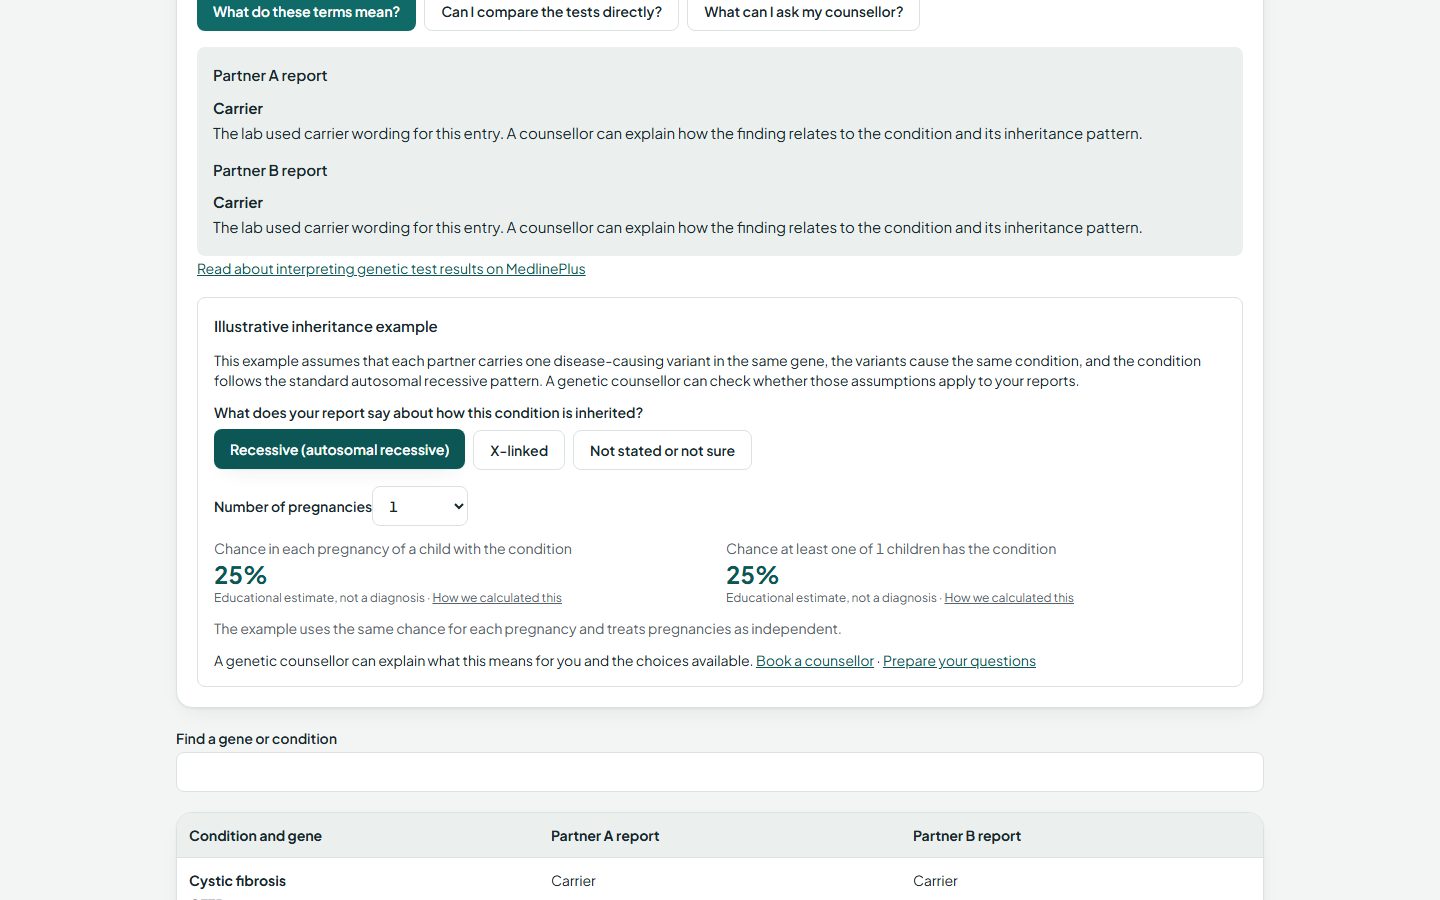 What do these terms mean?
Can I compare the tests directly?
What can I ask my counsellor?
Partner A report
Carrier
The lab used carrier wording for this entry. A counsellor can explain how the finding relates to the condition and its inheritance pattern.
Partner B report
Carrier
The lab used carrier wording for this entry. A counsellor can explain how the finding relates to the condition and its inheritance pattern.
Read about interpreting genetic test results on MedlinePlus
Illustrative inheritance example
This example assumes that each partner carries one disease-causing variant in the same gene, the variants cause the same condition, and the condition
follows the standard autosomal recessive pattern. A genetic counsellor can check whether those assumptions apply to your reports.
What does your report say about how this condition is inherited?
Recessive (autosomal recessive)
X-linked
Not stated or not sure
Number of pregnancies 1
Chance in each pregnancy of a child with the condition
25%
Educational estimate, not a diagnosis · How we calculated this
Chance at least one of 1 children has the condition
25%
Educational estimate, not a diagnosis · How we calculated this
The example uses the same chance for each pregnancy and treats pregnancies as independent.
A genetic counsellor can explain what this means for you and the choices available. Book a counsellor · Prepare your questions
Find a gene or condition
Condition and gene
Partner A report
Partner B report
Cystic fibrosis
Carrier
Carrier